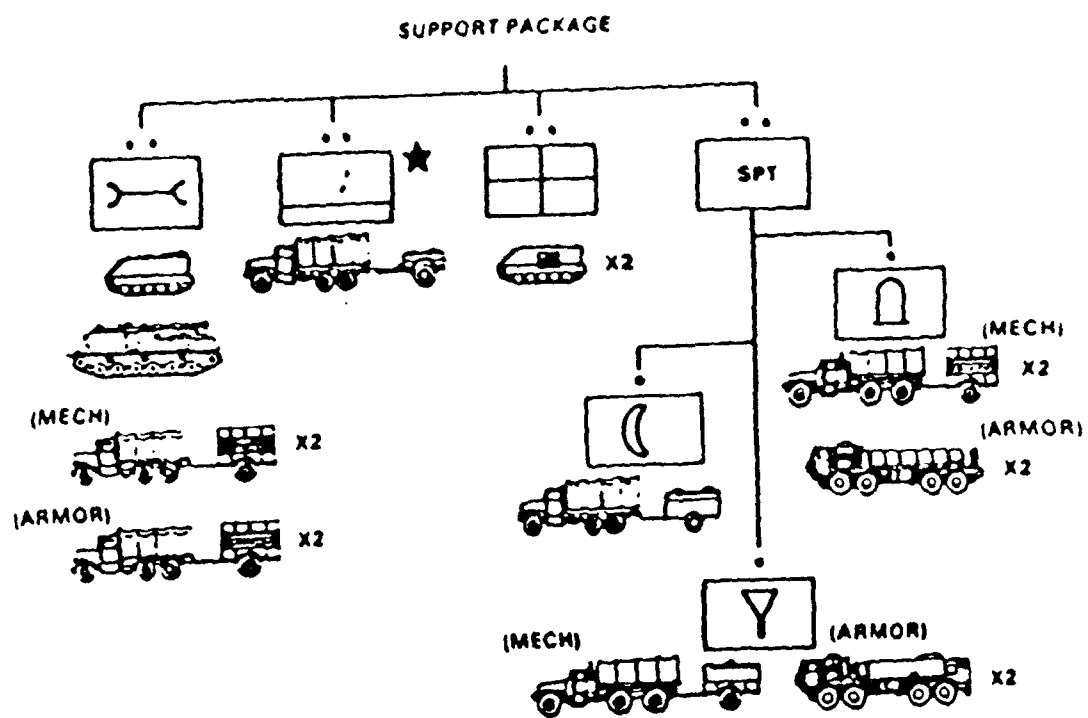 SUPPORT PACKAGE
SPT
X2
(MECH)
X2
(MECH)
X2
(ARMOR)
X2
(ARMOR)
X2
(MECH)
(ARMOR)
X2